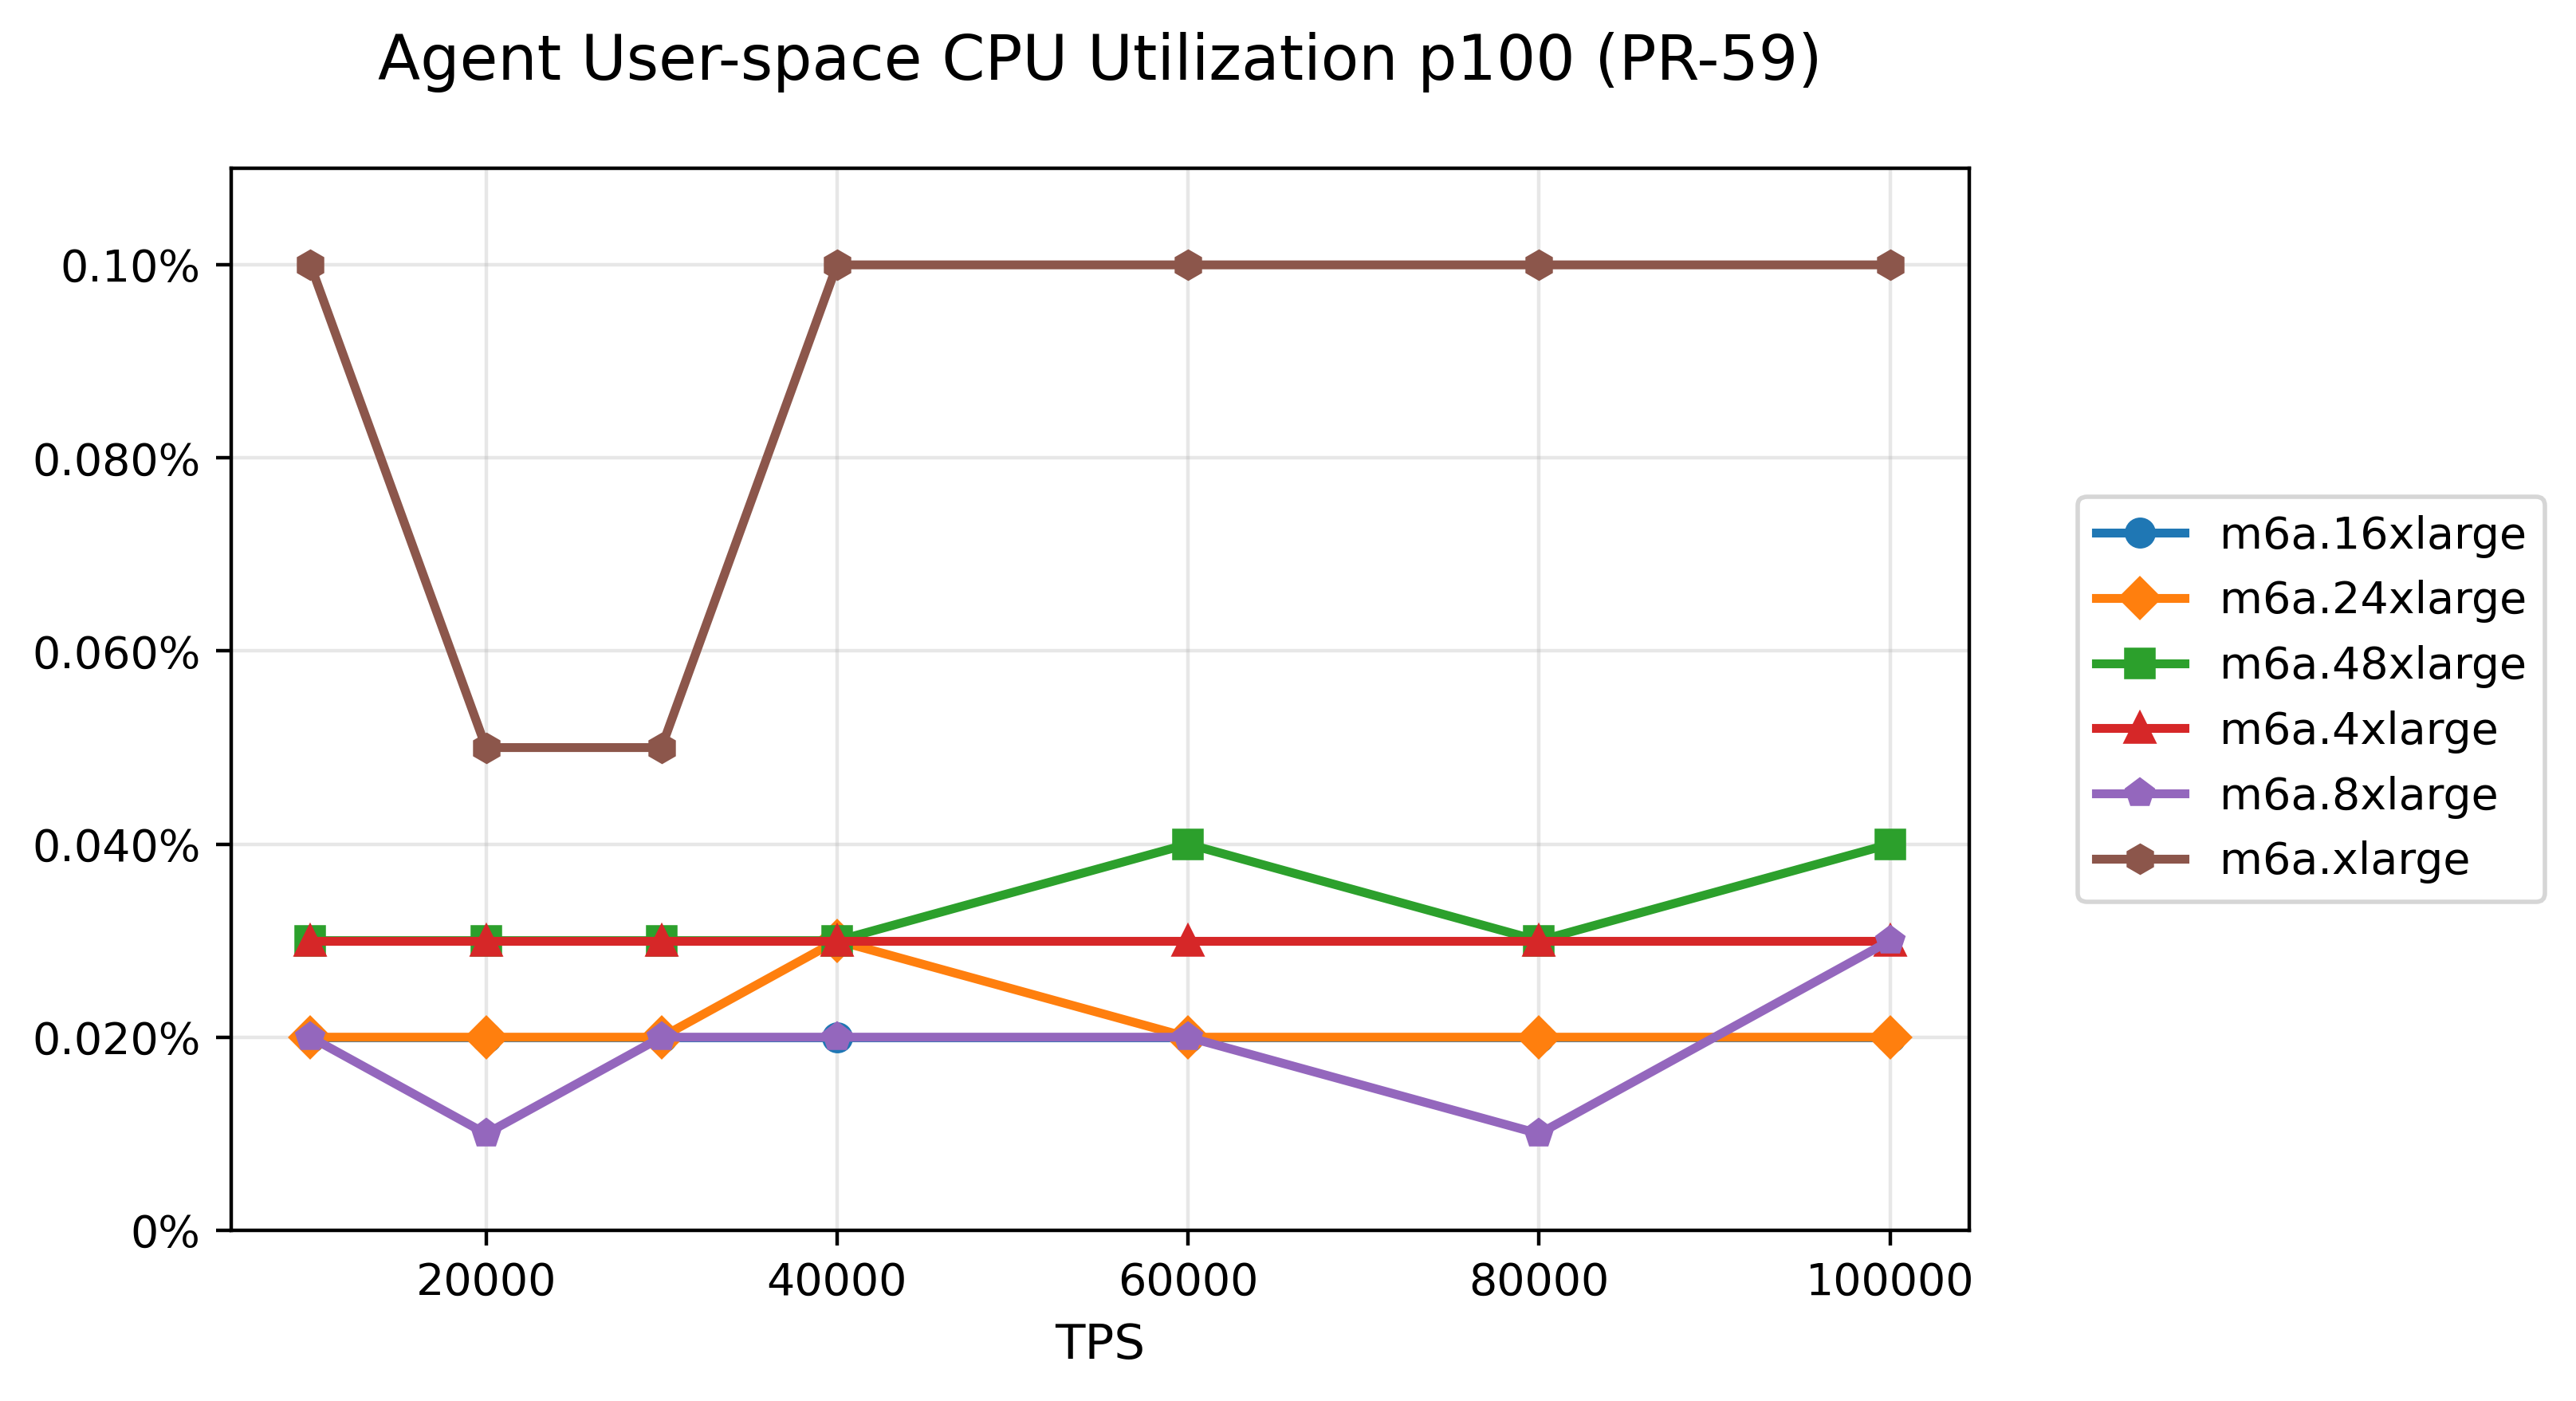 Agent User-space CPU Utilization p100 (PR-59)
0.10%
0.080%
0.060%
0.040%
0.020%
0%
20000 40000 60000 80000 100000
TPS
m6a.16xlarge
m6a.24xlarge
m6a.48xlarge
m6a.4xlarge
m6a.8xlarge
m6a.xlarge